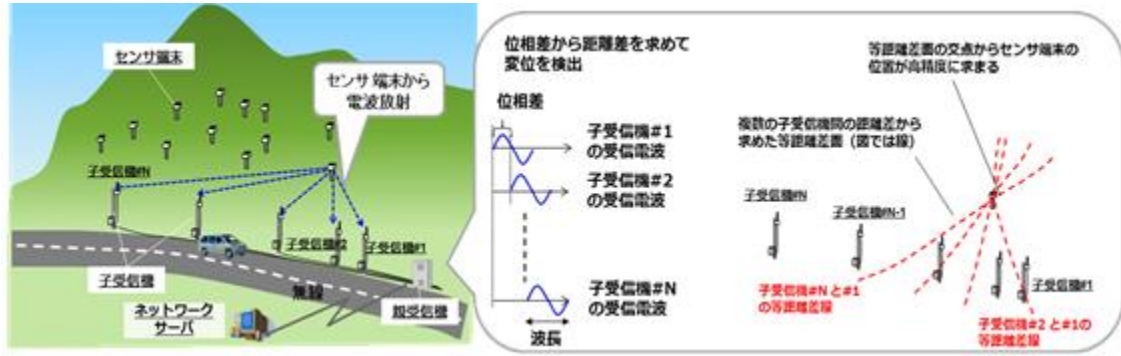 センサ端末
センサ端末から
電波放射
子受信機#N
子受信機#2
子受信機#1
子受信機
無線
親受信機
ネットワーク
サーバ
位相差から距離差を求めて
変位を検出
位相差
子受信機#1
の受信電波
子受信機#2
の受信電波
子受信機#N
の受信電波
波長
等距離差面の交点からセンサ端末の
位置が高精度に求まる
複数の子受信機間の距離差から
求めた等距離差面（図では線）
子受信機#N
子受信機#N-1
子受信機#1
子受信機#Nと#1
の等距離差線
子受信機#2と#1の
等距離差線